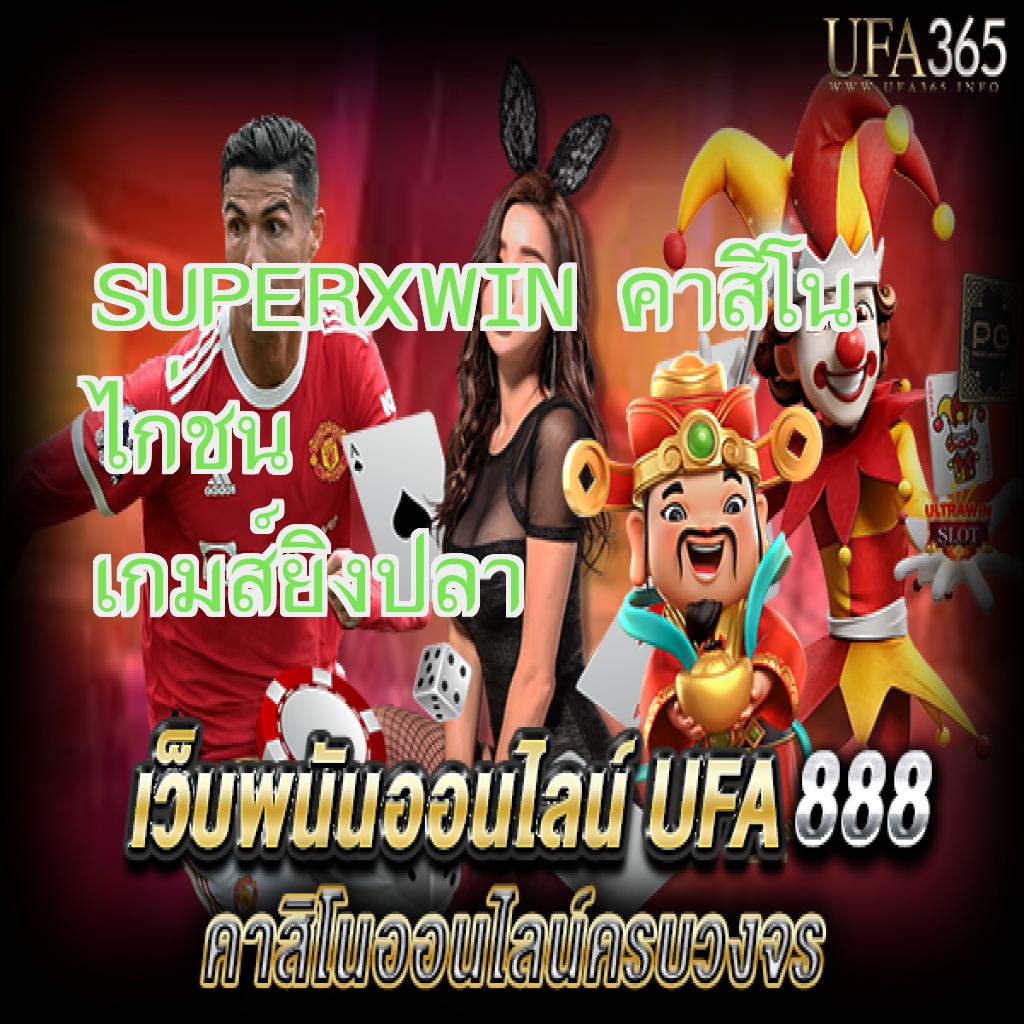 UFA365
WWW.UFA365.INFO
SUPERXWIN คาสิโน
ไก่ชน
เกมส์ยิงปลา
PG
A
ULTRAWIN
SLOT
เว็บพนันออนไลน์ UFA 888
คาสิโนออนไลน์ครบวงจร